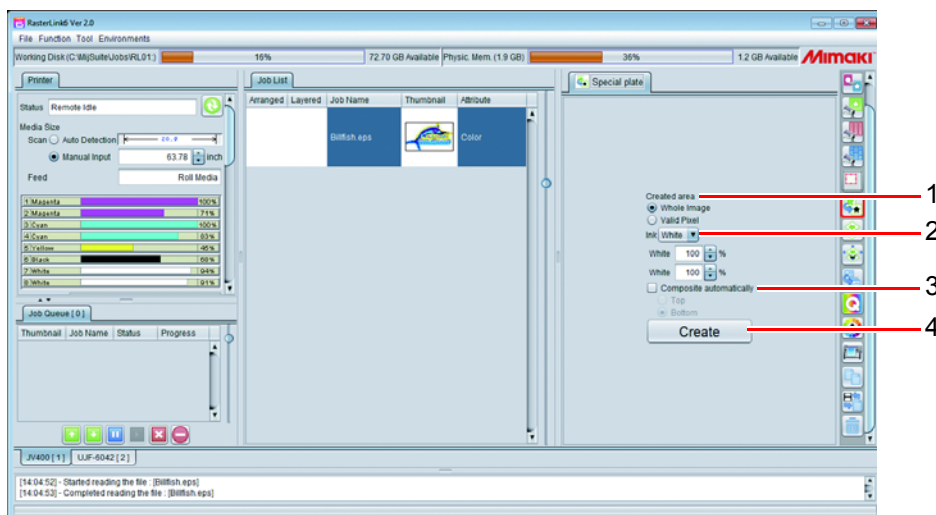 RasterLink6 Ver 2.0
File Function Tool Environments
Working Disk (C:\MijSuite\Jobs\RL01:) 16% 72.70 GB Available Physic. Mem. (1.9 GB) 36% 1.2 GB Available Mimaki
Printer
Status Remote Idle
Media Size
Scan Auto Detection 20.9
Manual Input 63.78 inch
Feed Roll Media
1 Magenta 100%
2 Magenta 71%
3 Cyan 100%
4 Cyan 83%
5 Yellow 46%
6 Black 68%
7 White 94%
8 White 91%
Job Queue [ 0 ]
Thumbnail Job Name Status Progress
JV400 [ 1 ] UJF-6042 [ 2 ]
Job List
Arranged Layered Job Name Thumbnail Attribute
Billfish.eps Color
Special plate
Created area 1
Whole Image
Valid Pixel
Ink White 2
White 100 %
White 100 %
Composite automatically 3
Top
Bottom
Create 4
[14:04:52] - Started reading the file : [Billfish.eps]
[14:04:53] - Completed reading the file : [Billfish.eps]